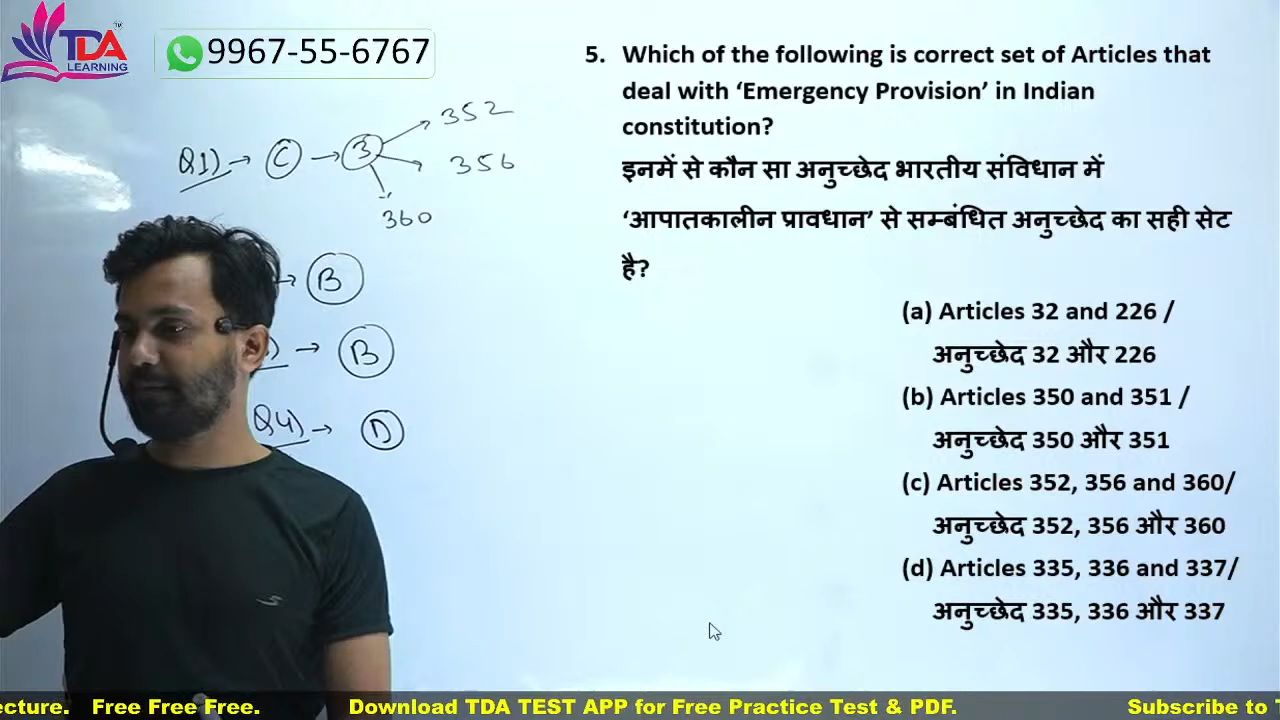 TDA
LEARNING
9967-55-6767
Q1) → C → 3 → 352
356
360
→ B
) → B
Q4) → D
5. Which of the following is correct set of Articles that
deal with ‘Emergency Provision’ in Indian
constitution?
इनमें से कौन सा अनुच्छेद भारतीय संविधान में
‘आपातकालीन प्रावधान’ से सम्बंधित अनुच्छेद का सही सेट
है?
(a) Articles 32 and 226 /
अनुच्छेद 32 और 226
(b) Articles 350 and 351 /
अनुच्छेद 350 और 351
(c) Articles 352, 356 and 360/
अनुच्छेद 352, 356 और 360
(d) Articles 335, 336 and 337/
अनुच्छेद 335, 336 और 337
ecture. Free Free Free. Download TDA TEST APP for Free Practice Test & PDF. Subscribe to